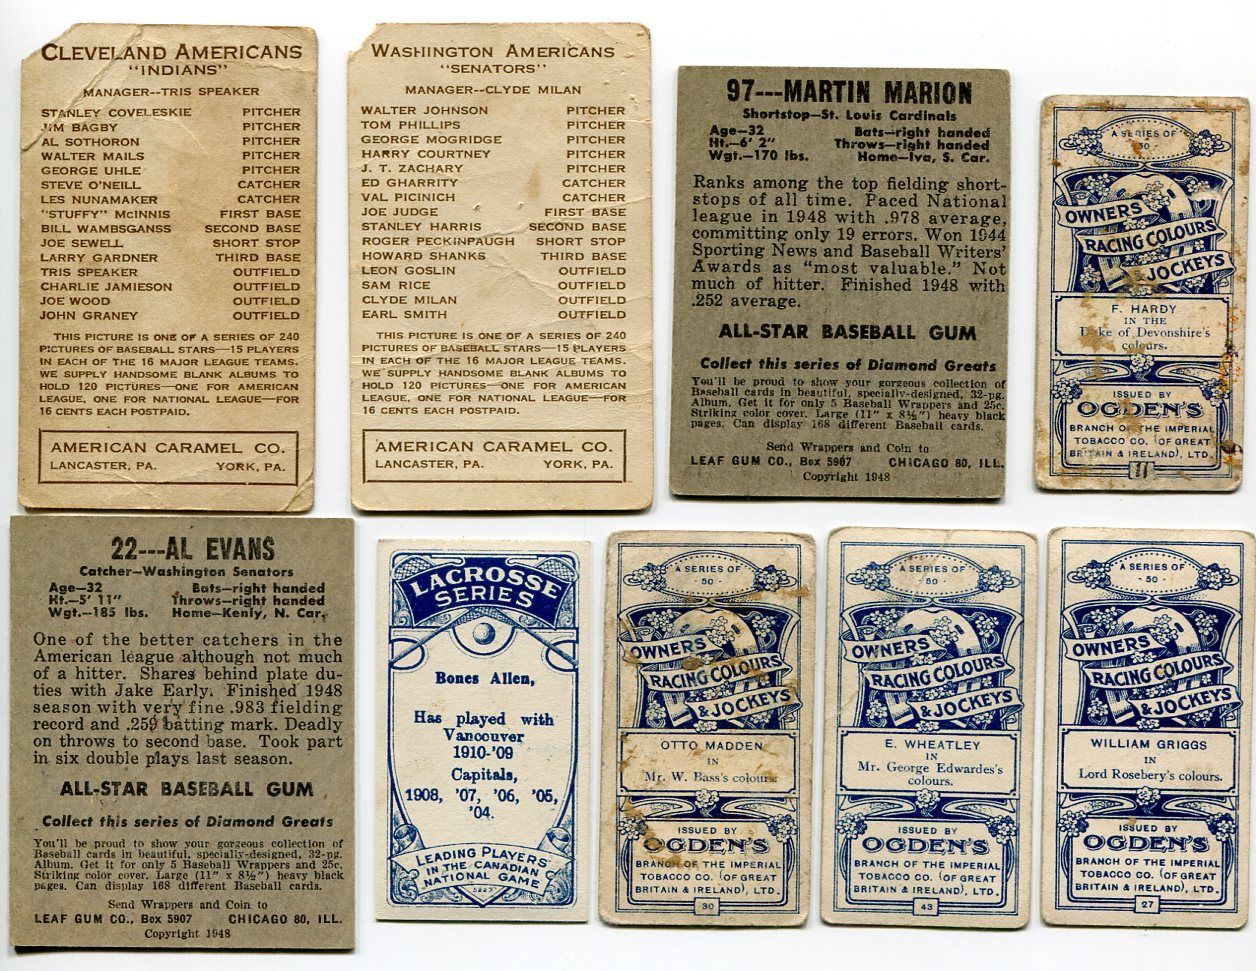 CLEVELAND AMERICANS
"INDIANS"
MANAGER--TRIS SPEAKER
STANLEY COVELESKIE PITCHER
JIM BAGBY PITCHER
AL SOTHORON PITCHER
WALTER MAILS PITCHER
GEORGE UHLE PITCHER
STEVE O'NEILL CATCHER
LES NUNAMAKER CATCHER
"STUFFY" MCINNIS FIRST BASE
BILL WAMBSGANSS SECOND BASE
JOE SEWELL SHORT STOP
LARRY GARDNER THIRD BASE
TRIS SPEAKER OUTFIELD
CHARLIE JAMIESON OUTFIELD
JOE WOOD OUTFIELD
JOHN GRANEY OUTFIELD
THIS PICTURE IS ONE OF A SERIES OF 240
PICTURES OF BASEBALL STARS--15 PLAYERS
IN EACH OF THE 16 MAJOR LEAGUE TEAMS.
WE SUPPLY HANDSOME BLANK ALBUMS TO
HOLD 120 PICTURES--ONE FOR AMERICAN
LEAGUE, ONE FOR NATIONAL LEAGUE--FOR
16 CENTS EACH POSTPAID.
AMERICAN CARAMEL CO.
LANCASTER, PA. YORK, PA.
WASHINGTON AMERICANS
"SENATORS"
MANAGER--CLYDE MILAN
WALTER JOHNSON PITCHER
TOM PHILLIPS PITCHER
GEORGE MOGRIDGE PITCHER
HARRY COURTNEY PITCHER
J. T. ZACHARY PITCHER
ED GHARRITY CATCHER
VAL PICINICH CATCHER
JOE JUDGE FIRST BASE
STANLEY HARRIS SECOND BASE
ROGER PECKINPAUGH SHORT STOP
HOWARD SHANKS THIRD BASE
LEON GOSLIN OUTFIELD
SAM RICE OUTFIELD
CLYDE MILAN OUTFIELD
EARL SMITH OUTFIELD
THIS PICTURE IS ONE OF A SERIES OF 240
PICTURES OF BASEBALL STARS--15 PLAYERS
IN EACH OF THE 16 MAJOR LEAGUE TEAMS.
WE SUPPLY HANDSOME BLANK ALBUMS TO
HOLD 120 PICTURES--ONE FOR AMERICAN
LEAGUE, ONE FOR NATIONAL LEAGUE--FOR
16 CENTS EACH POSTPAID.
AMERICAN CARAMEL CO.
LANCASTER, PA. YORK, PA.
97---MARTIN MARION
Shortstop—St. Louis Cardinals
Age—32 Bats—right handed
Ht.—6' 2" Throws—right handed
Wgt.—170 lbs. Home—Iva, S. Car.
Ranks among the top fielding short-
stops of all time. Paced National
league in 1948 with .978 average,
committing only 19 errors. Won 1944
Sporting News and Baseball Writers'
Awards as "most valuable." Not
much of hitter. Finished 1948 with
.252 average.
ALL-STAR BASEBALL GUM
Collect this series of Diamond Greats
You'll be proud to show your gorgeous collection of
Baseball cards in beautiful, specially-designed, 32-pg.
Album. Get it for only 5 Baseball Wrappers and 25c.
Striking color cover. Large (11" x 8½") heavy black
pages. Can display 168 different Baseball cards.
Send Wrappers and Coin to
LEAF GUM CO., Box 5907 CHICAGO 80, ILL.
Copyright 1948
A SERIES OF
50
OWNERS
RACING COLOURS
& JOCKEYS
F. HARDY
IN THE
Duke of Devonshire's
colours.
ISSUED BY
OGDEN'S
BRANCH OF THE IMPERIAL
TOBACCO CO. (OF GREAT
BRITAIN & IRELAND), LTD.
11
22---AL EVANS
Catcher—Washington Senators
Age—32 Bats—right handed
Ht.—5' 11" Throws—right handed
Wgt.—185 lbs. Home—Kenly, N. Car.
One of the better catchers in the
American league although not much
of a hitter. Shares behind plate du-
ties with Jake Early. Finished 1948
season with very fine .983 fielding
record and .259 batting mark. Deadly
on throws to second base. Took part
in six double plays last season.
ALL-STAR BASEBALL GUM
Collect this series of Diamond Greats
You'll be proud to show your gorgeous collection of
Baseball cards in beautiful, specially-designed, 32-pg.
Album. Get it for only 5 Baseball Wrappers and 25c.
Striking color cover. Large (11" x 8½") heavy black
pages. Can display 168 different Baseball cards.
Send Wrappers and Coin to
LEAF GUM CO., Box 5907 CHICAGO 80, ILL.
Copyright 1948
LACROSSE
SERIES
Bones Allen,
Has played with
Vancouver
1910-'09
Capitals,
1908, '07, '06, '05,
'04.
LEADING PLAYERS
IN THE CANADIAN
NATIONAL GAME
A SERIES OF
50
OWNERS
RACING COLOURS
& JOCKEYS
OTTO MADDEN
IN
Mr. W. Bass's colours.
ISSUED BY
OGDEN'S
BRANCH OF THE IMPERIAL
TOBACCO CO. (OF GREAT
BRITAIN & IRELAND), LTD.
30
A SERIES OF
50
OWNERS
RACING COLOURS
& JOCKEYS
E. WHEATLEY
IN
Mr. George Edwardes's
colours.
ISSUED BY
OGDEN'S
BRANCH OF THE IMPERIAL
TOBACCO CO. (OF GREAT
BRITAIN & IRELAND), LTD.
43
A SERIES OF
50
OWNERS
RACING COLOURS
& JOCKEYS
WILLIAM GRIGGS
IN
Lord Rosebery's colours.
ISSUED BY
OGDEN'S
BRANCH OF THE IMPERIAL
TOBACCO CO. (OF GREAT
BRITAIN & IRELAND), LTD.
27